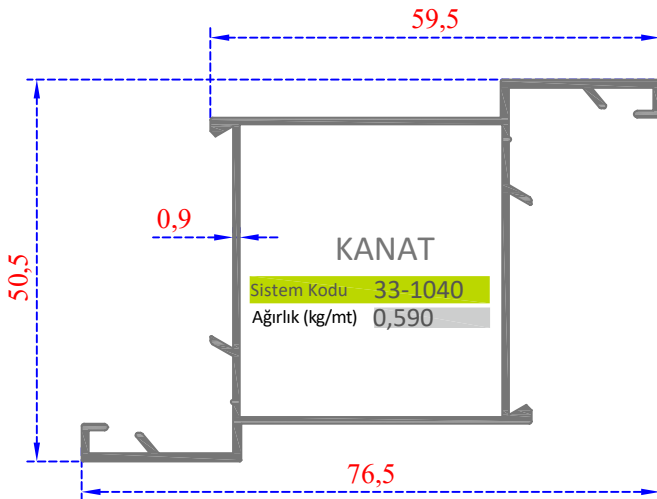 59,5
50,5
0,9
KANAT
Sistem Kodu 33-1040
Ağırlık (kg/mt) 0,590
76,5